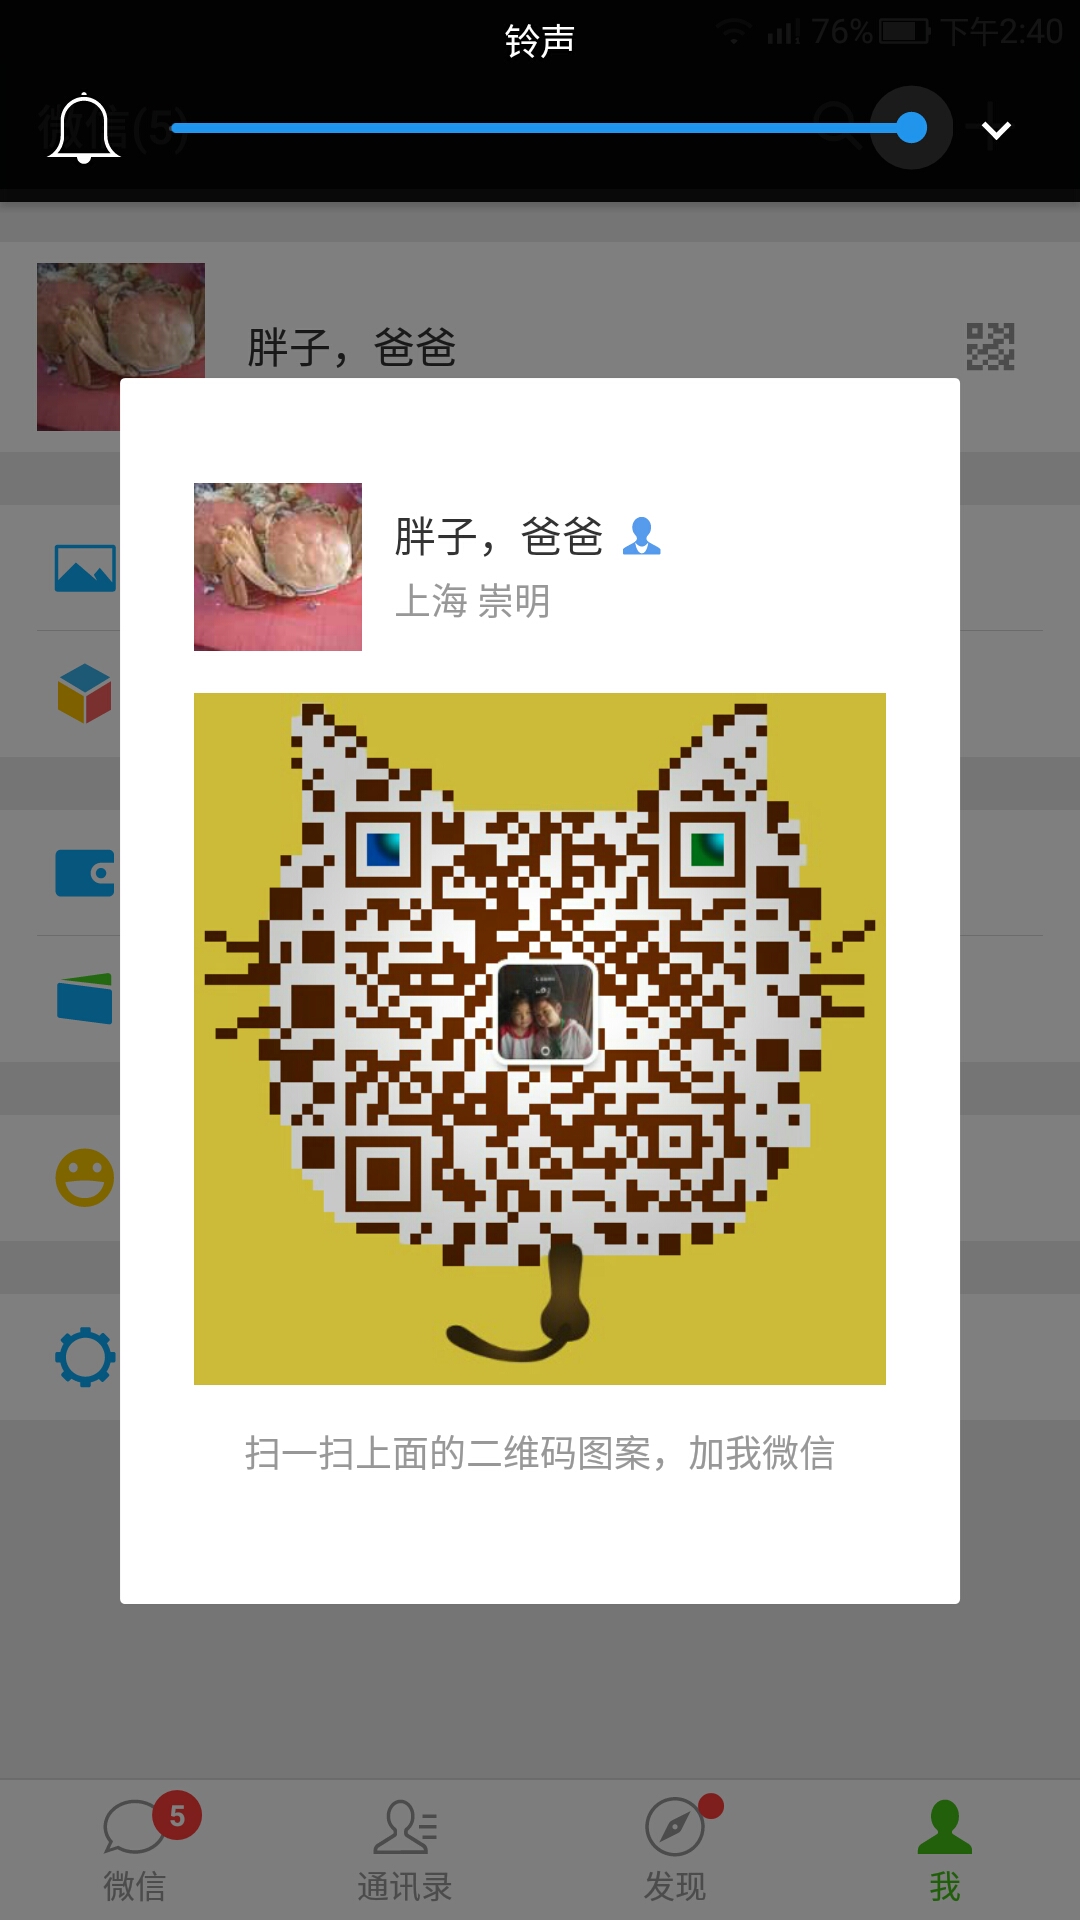 铃声
76%
下午2:40
微信(5)
胖子，爸爸
胖子，爸爸
上海 崇明
扫一扫上面的二维码图案，加我微信
5
微信
通讯录
发现
我